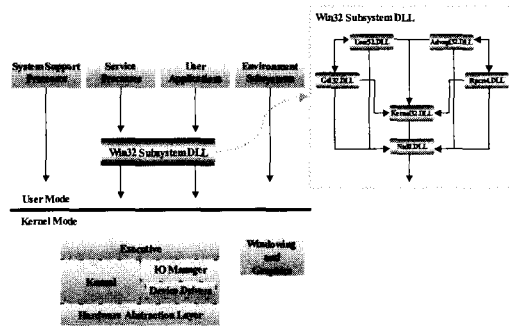 Win32 Subsystem DLL
System Support
Processes
Service
Processes
User
Applications
Environment
Subsystems
User32.DLL
Advapi32.DLL
Gdi32.DLL
Rpcrt4.DLL
Kernel32.DLL
Ntdll.DLL
Win32 Subsystem DLL
User Mode
Kernel Mode
Executive
Kernel
IO Manager
Device Drivers
Hardware Abstraction Layer
Windowing
and
Graphics